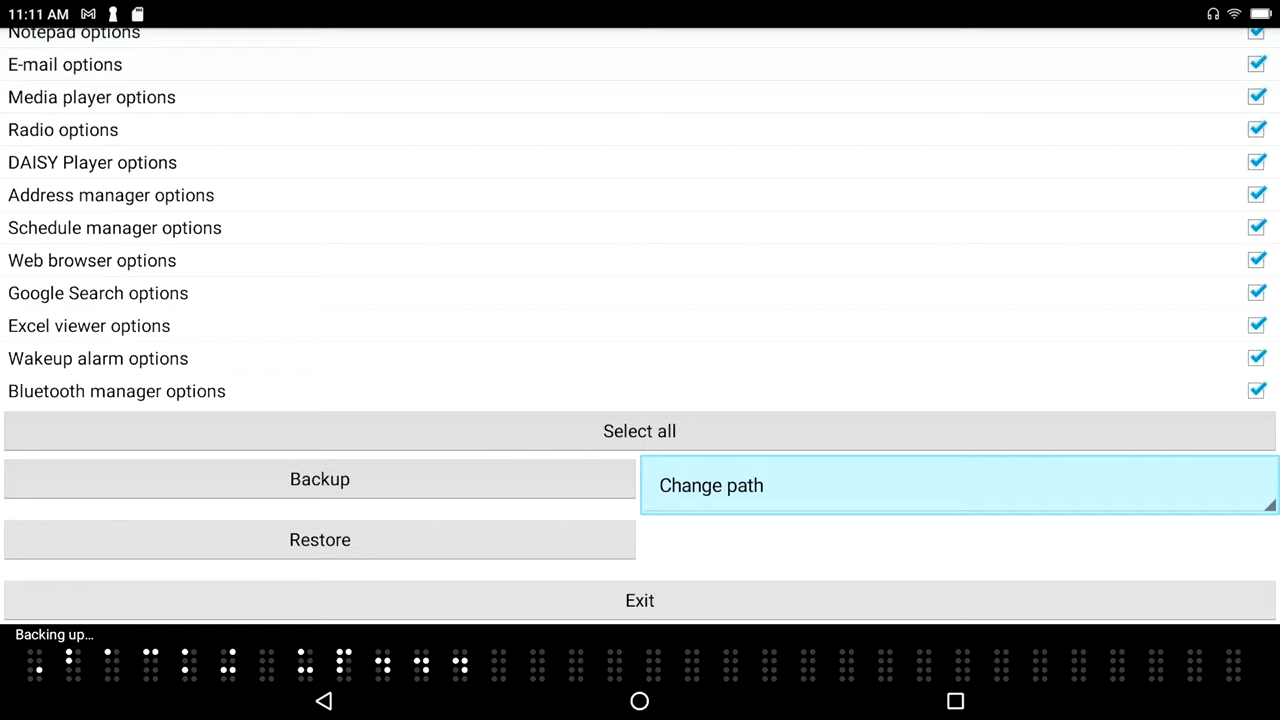 11:11 AM
Notepad options
E-mail options
Media player options
Radio options
DAISY Player options
Address manager options
Schedule manager options
Web browser options
Google Search options
Excel viewer options
Wakeup alarm options
Bluetooth manager options
Select all
Backup
Change path
Restore
Exit
Backing up...